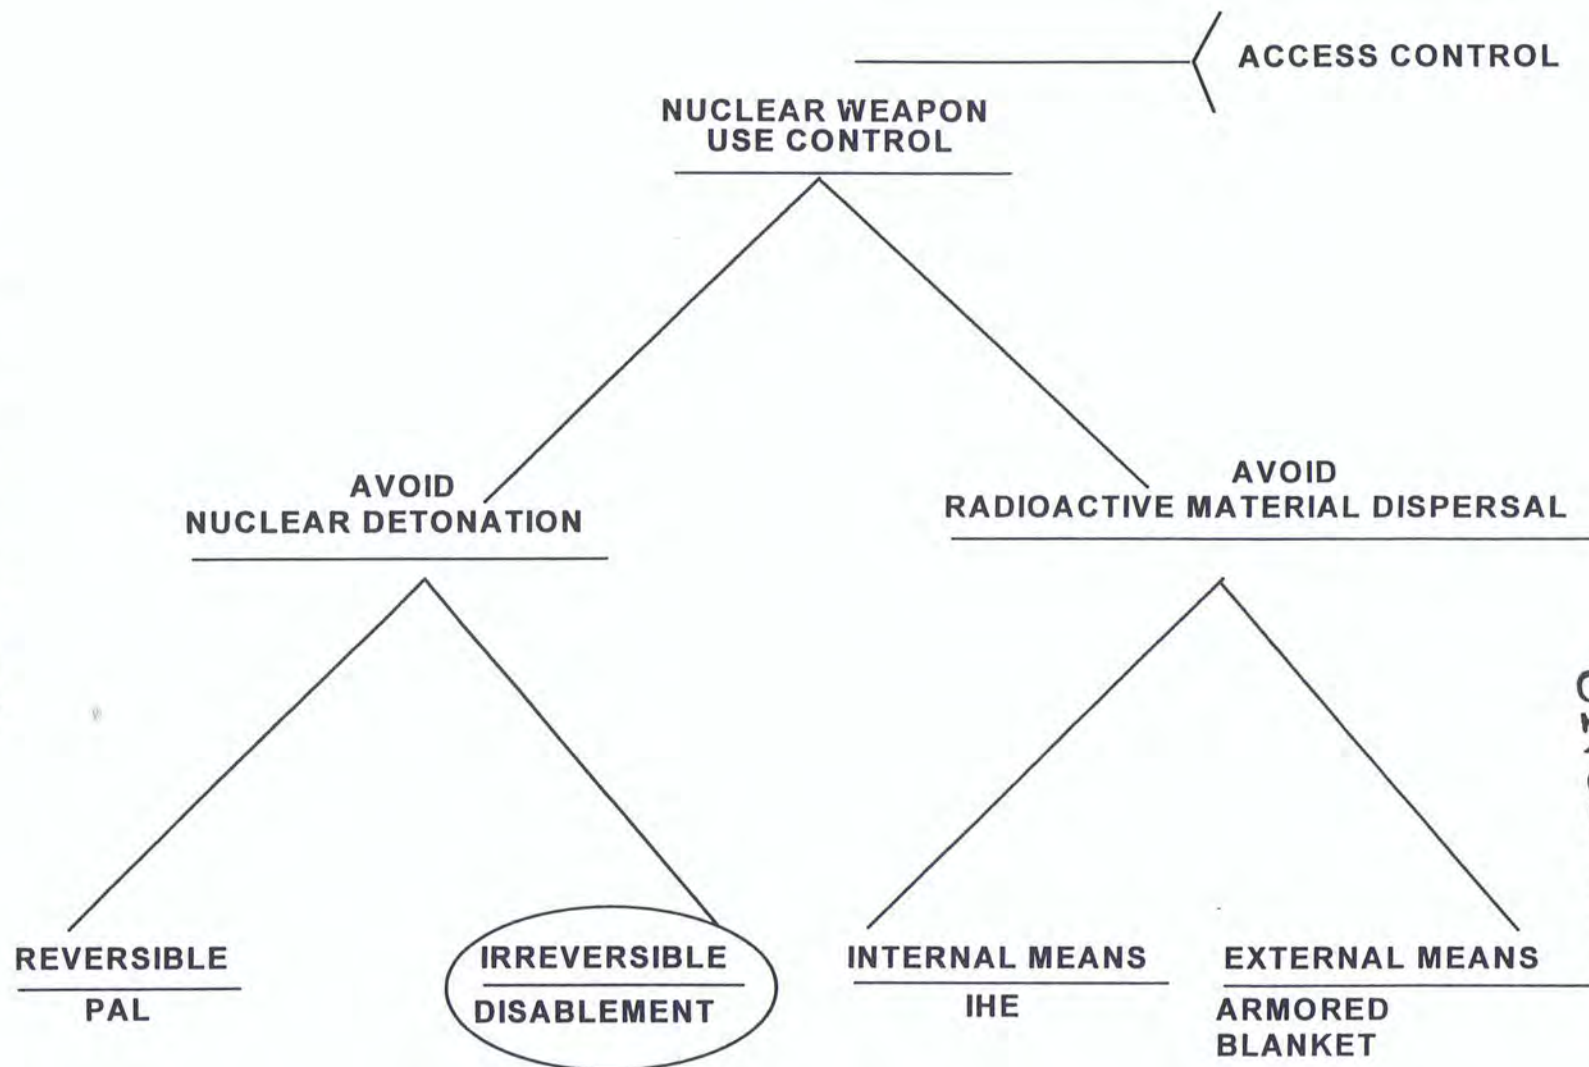 ACCESS CONTROL
NUCLEAR WEAPON
USE CONTROL
AVOID
NUCLEAR DETONATION
AVOID
RADIOACTIVE MATERIAL DISPERSAL
REVERSIBLE
PAL
IRREVERSIBLE
DISABLEMENT
INTERNAL MEANS
IHE
EXTERNAL MEANS
ARMORED
BLANKET